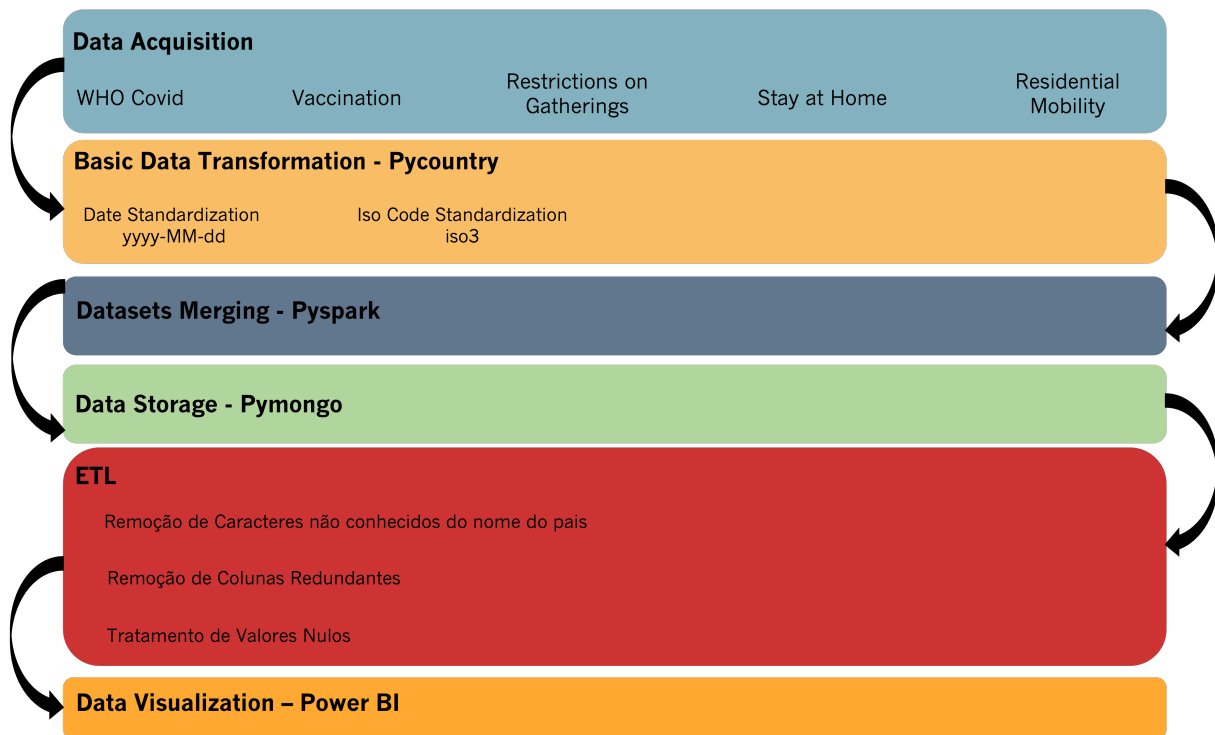 Data Acquisition
WHO Covid
Vaccination
Restrictions on
Gatherings
Stay at Home
Residential
Mobility
Basic Data Transformation - Pycountry
Date Standardization
yyyy-MM-dd
Iso Code Standardization
iso3
Datasets Merging - Pyspark
Data Storage - Pymongo
ETL
Remoção de Caracteres não conhecidos do nome do pais
Remoção de Colunas Redundantes
Tratamento de Valores Nulos
Data Visualization – Power BI